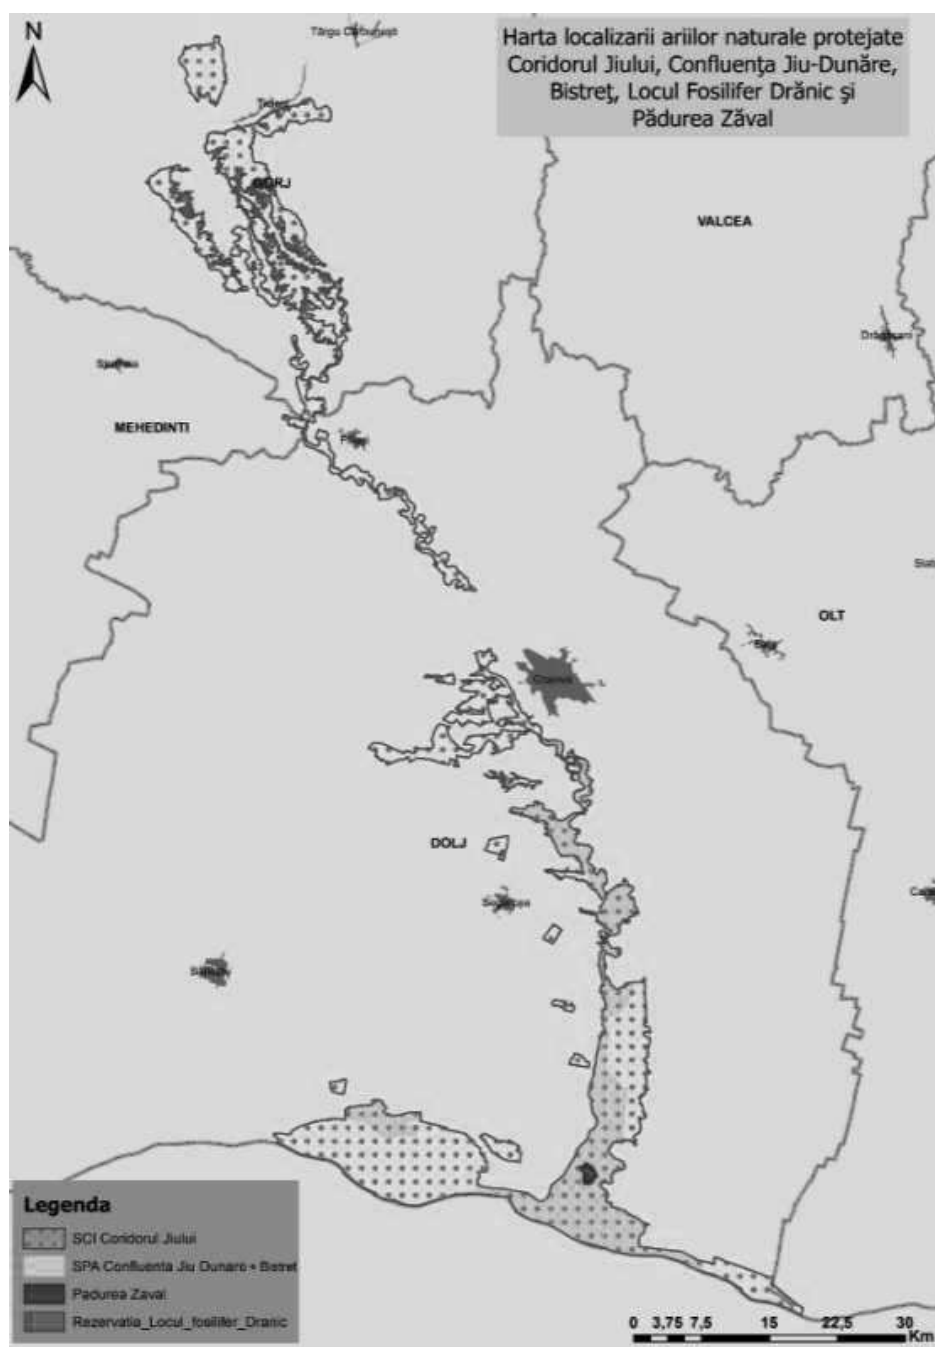 N
Târgu Cărbunești
Harta localizarii ariilor naturale protejate
Coridorul Jiului, Confluența Jiu-Dunăre,
Bistreț, Locul Fosilifer Drănic și
Pădurea Zăval
GORJ
VALCEA
MEHEDINTI
OLT
DOLJ
Legenda
SCI Coridorul Jiului
SPA Confluenta Jiu Dunare - Bistret
Padurea Zaval
Rezervatia_Locul_fosilifer_Dranic
0 3,75 7,5 15 22,5 30
Km